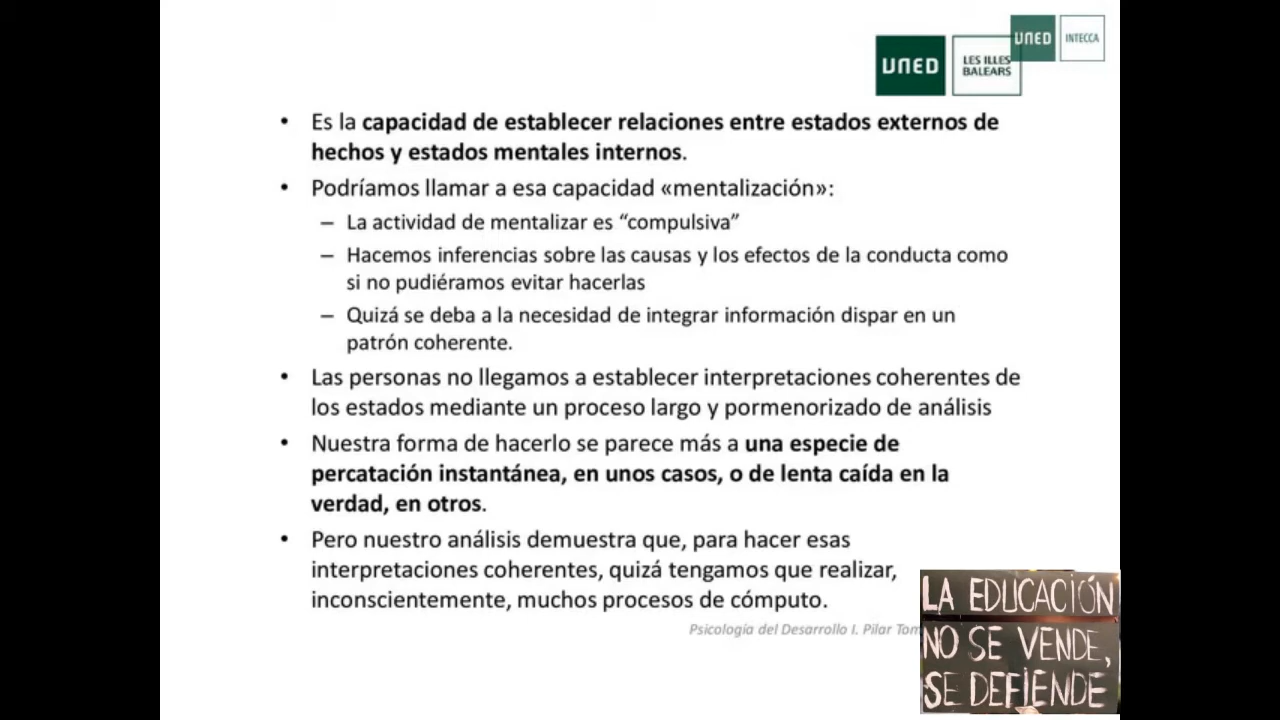 UNED
INTECCA
UNED
LES ILLES
BALEARS
• Es la capacidad de establecer relaciones entre estados externos de
hechos y estados mentales internos.
• Podríamos llamar a esa capacidad «mentalización»:
– La actividad de mentalizar es “compulsiva”
– Hacemos inferencias sobre las causas y los efectos de la conducta como
si no pudiéramos evitar hacerlas
– Quizá se deba a la necesidad de integrar información dispar en un
patrón coherente.
• Las personas no llegamos a establecer interpretaciones coherentes de
los estados mediante un proceso largo y pormenorizado de análisis
• Nuestra forma de hacerlo se parece más a una especie de
percatación instantánea, en unos casos, o de lenta caída en la
verdad, en otros.
• Pero nuestro análisis demuestra que, para hacer esas
interpretaciones coherentes, quizá tengamos que realizar,
inconscientemente, muchos procesos de cómputo.
Psicología del Desarrollo I. Pilar
LA EDUCACIÓN
NO SE VENDE,
SE DEFIENDE